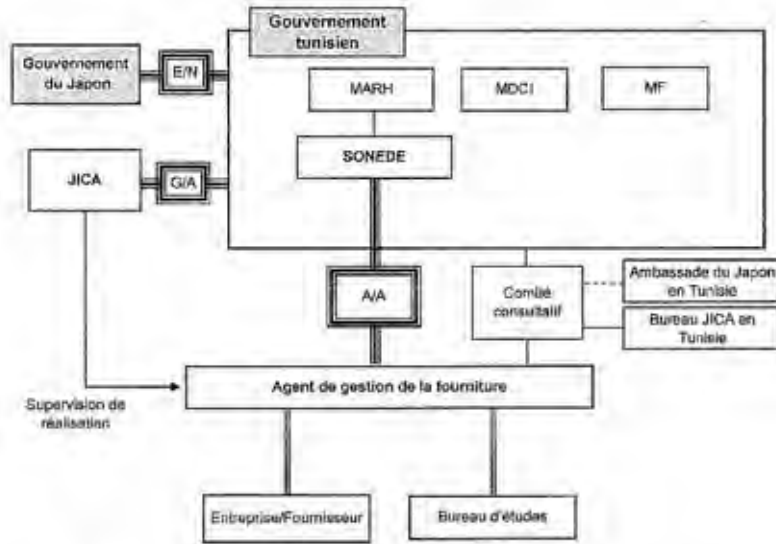 Gouvernement
tunisien
Gouvernement
du Japon
E/N
MARH
MDCI
MF
SONEDE
JICA
G/A
A/A
Comité
consultatif
Ambassade du Japon
en Tunisie
Bureau JICA en
Tunisie
Agent de gestion de la fourniture
Supervision de
réalisation
Entreprise/Fournisseur
Bureau d'études